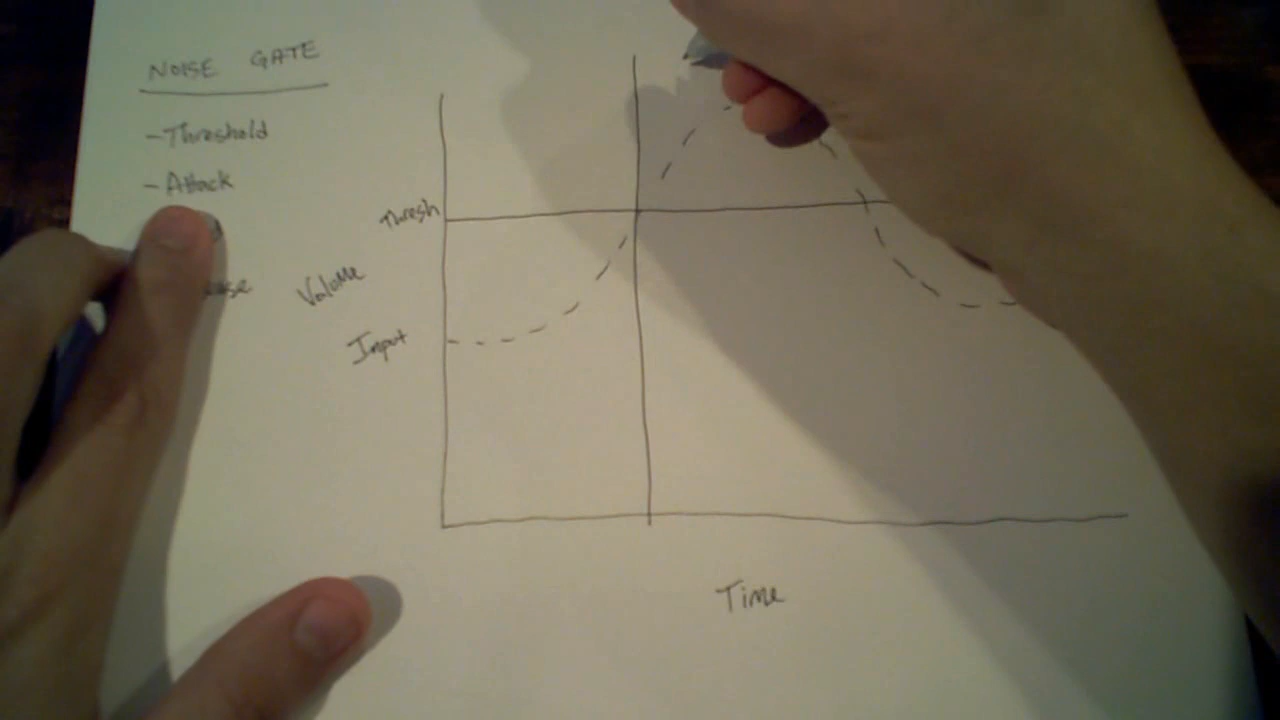 NOISE GATE
- Threshold
- Attack
Thresh
Volume
Input
Time